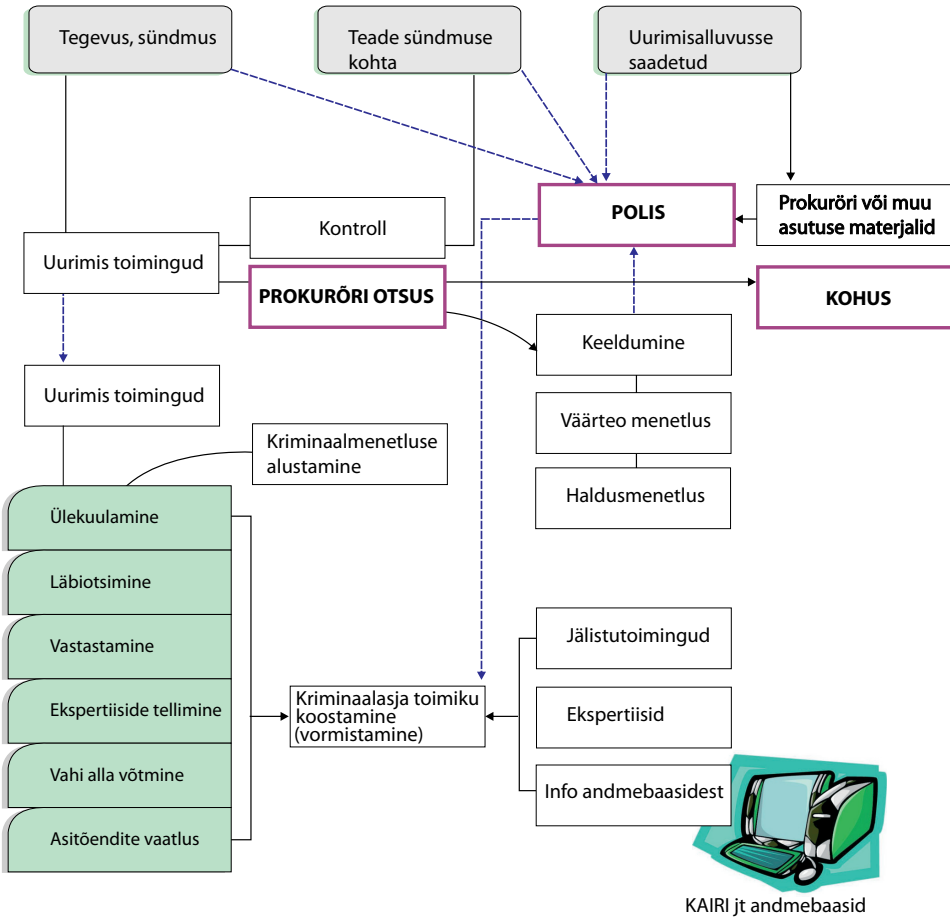 Tegevus, sündmus
Teade sündmuse
kohta
Uurimisalluvusse
saadetud
POLIS
Prokuröri või muu
asutuse materjalid
Kontroll
Uurimis toimingud
PROKURÖRI OTSUS
KOHUS
Keeldumine
Uurimis toimingud
Väärteo menetlus
Kriminaalmenetluse
alustamine
Haldusmenetlus
Ülekuulamine
Läbiotsimine
Vastastamine
Ekspertiiside tellimine
Vahi alla võtmine
Asitõendite vaatlus
Kriminaalasja toimiku
koostamine
(vormistamine)
Jälistutoimingud
Ekspertiisid
Info andmebaasidest
KAIRI jt andmebaasid